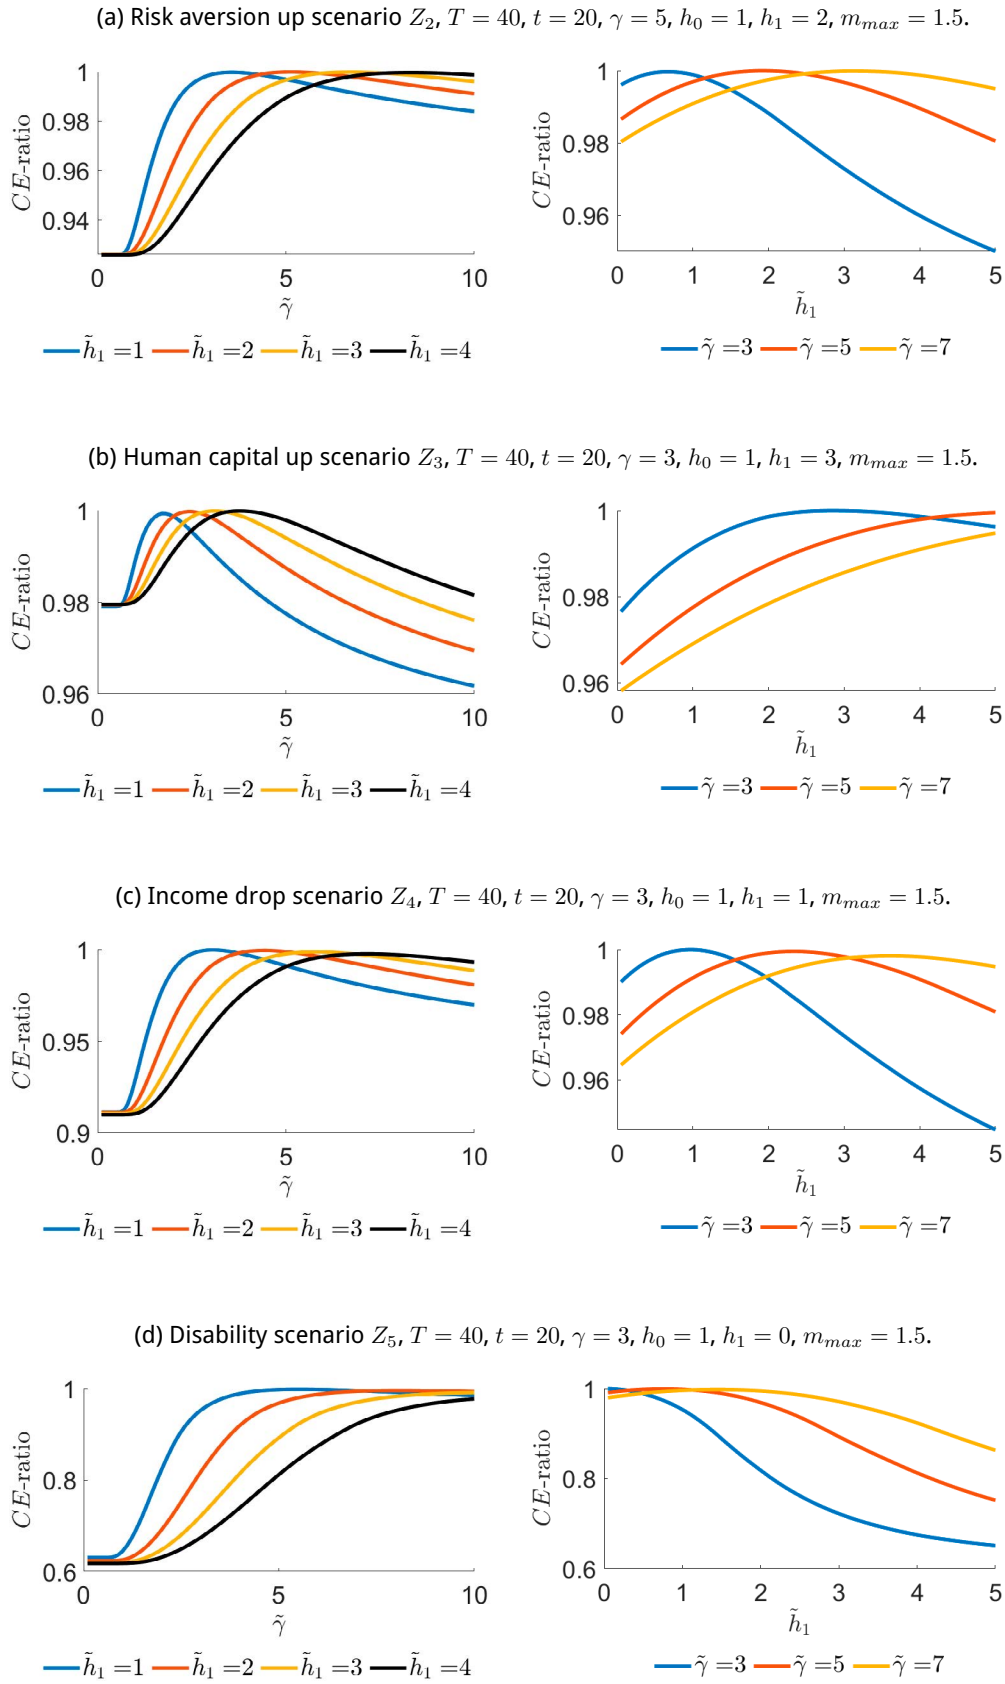 (a) Risk aversion up scenario Z₂, T = 40, t = 20, γ = 5, h₀ = 1, h₁ = 2, m_max = 1.5.
CE-ratio
1
0.98
0.96
0.94
0 5 10
γ̃
h̃₁ =1 h̃₁ =2 h̃₁ =3 h̃₁ =4
CE-ratio
1
0.98
0.96
0 1 2 3 4 5
h̃₁
γ̃ =3 γ̃ =5 γ̃ =7
(b) Human capital up scenario Z₃, T = 40, t = 20, γ = 3, h₀ = 1, h₁ = 3, m_max = 1.5.
CE-ratio
1
0.98
0.96
0 5 10
γ̃
h̃₁ =1 h̃₁ =2 h̃₁ =3 h̃₁ =4
CE-ratio
1
0.98
0.96
0 1 2 3 4 5
h̃₁
γ̃ =3 γ̃ =5 γ̃ =7
(c) Income drop scenario Z₄, T = 40, t = 20, γ = 3, h₀ = 1, h₁ = 1, m_max = 1.5.
CE-ratio
1
0.95
0.9
0 5 10
γ̃
h̃₁ =1 h̃₁ =2 h̃₁ =3 h̃₁ =4
CE-ratio
1
0.98
0.96
0 1 2 3 4 5
h̃₁
γ̃ =3 γ̃ =5 γ̃ =7
(d) Disability scenario Z₅, T = 40, t = 20, γ = 3, h₀ = 1, h₁ = 0, m_max = 1.5.
CE-ratio
1
0.8
0.6
0 5 10
γ̃
h̃₁ =1 h̃₁ =2 h̃₁ =3 h̃₁ =4
CE-ratio
1
0.8
0.6
0 1 2 3 4 5
h̃₁
γ̃ =3 γ̃ =5 γ̃ =7